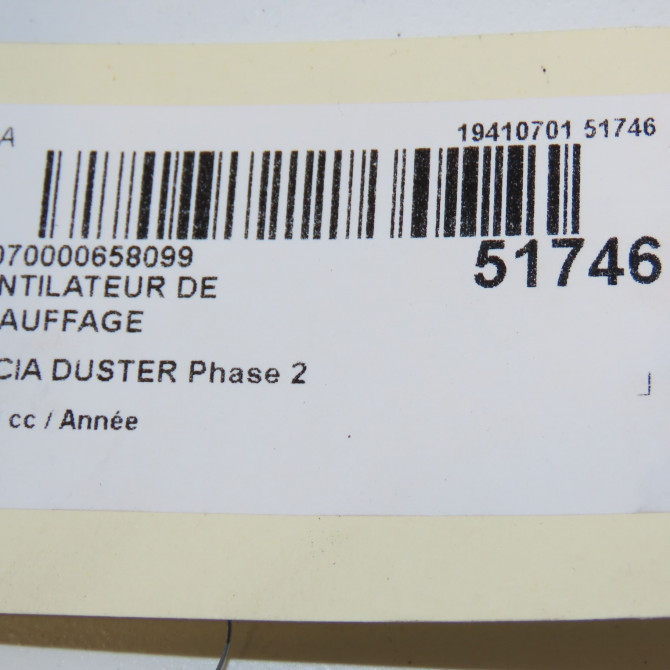 A
19410701 51746
070000658099
51746
NTILATEUR DE
AUFFAGE
CIA DUSTER Phase 2
cc / Année